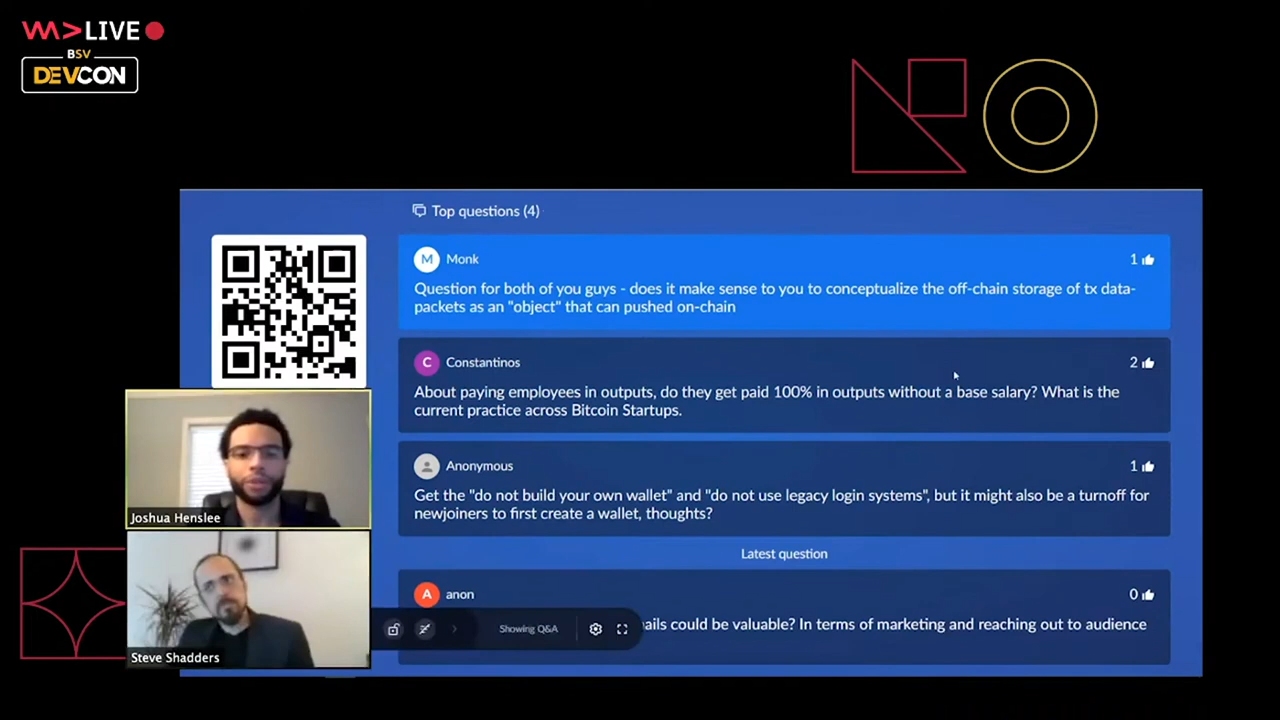 LIVE
BSV
DEVCON
Top questions (4)
M Monk 1
Question for both of you guys - does it make sense to you to conceptualize the off-chain storage of tx data-
packets as an "object" that can pushed on-chain
C Constantinos 2
About paying employees in outputs, do they get paid 100% in outputs without a base salary? What is the
current practice across Bitcoin Startups.
Anonymous 1
Get the "do not build your own wallet" and "do not use legacy login systems", but it might also be a turnoff for
newjoiners to first create a wallet, thoughts?
Latest question
A anon 0
could be valuable? In terms of marketing and reaching out to audience
Showing Q&A
Joshua Henslee
Steve Shadders